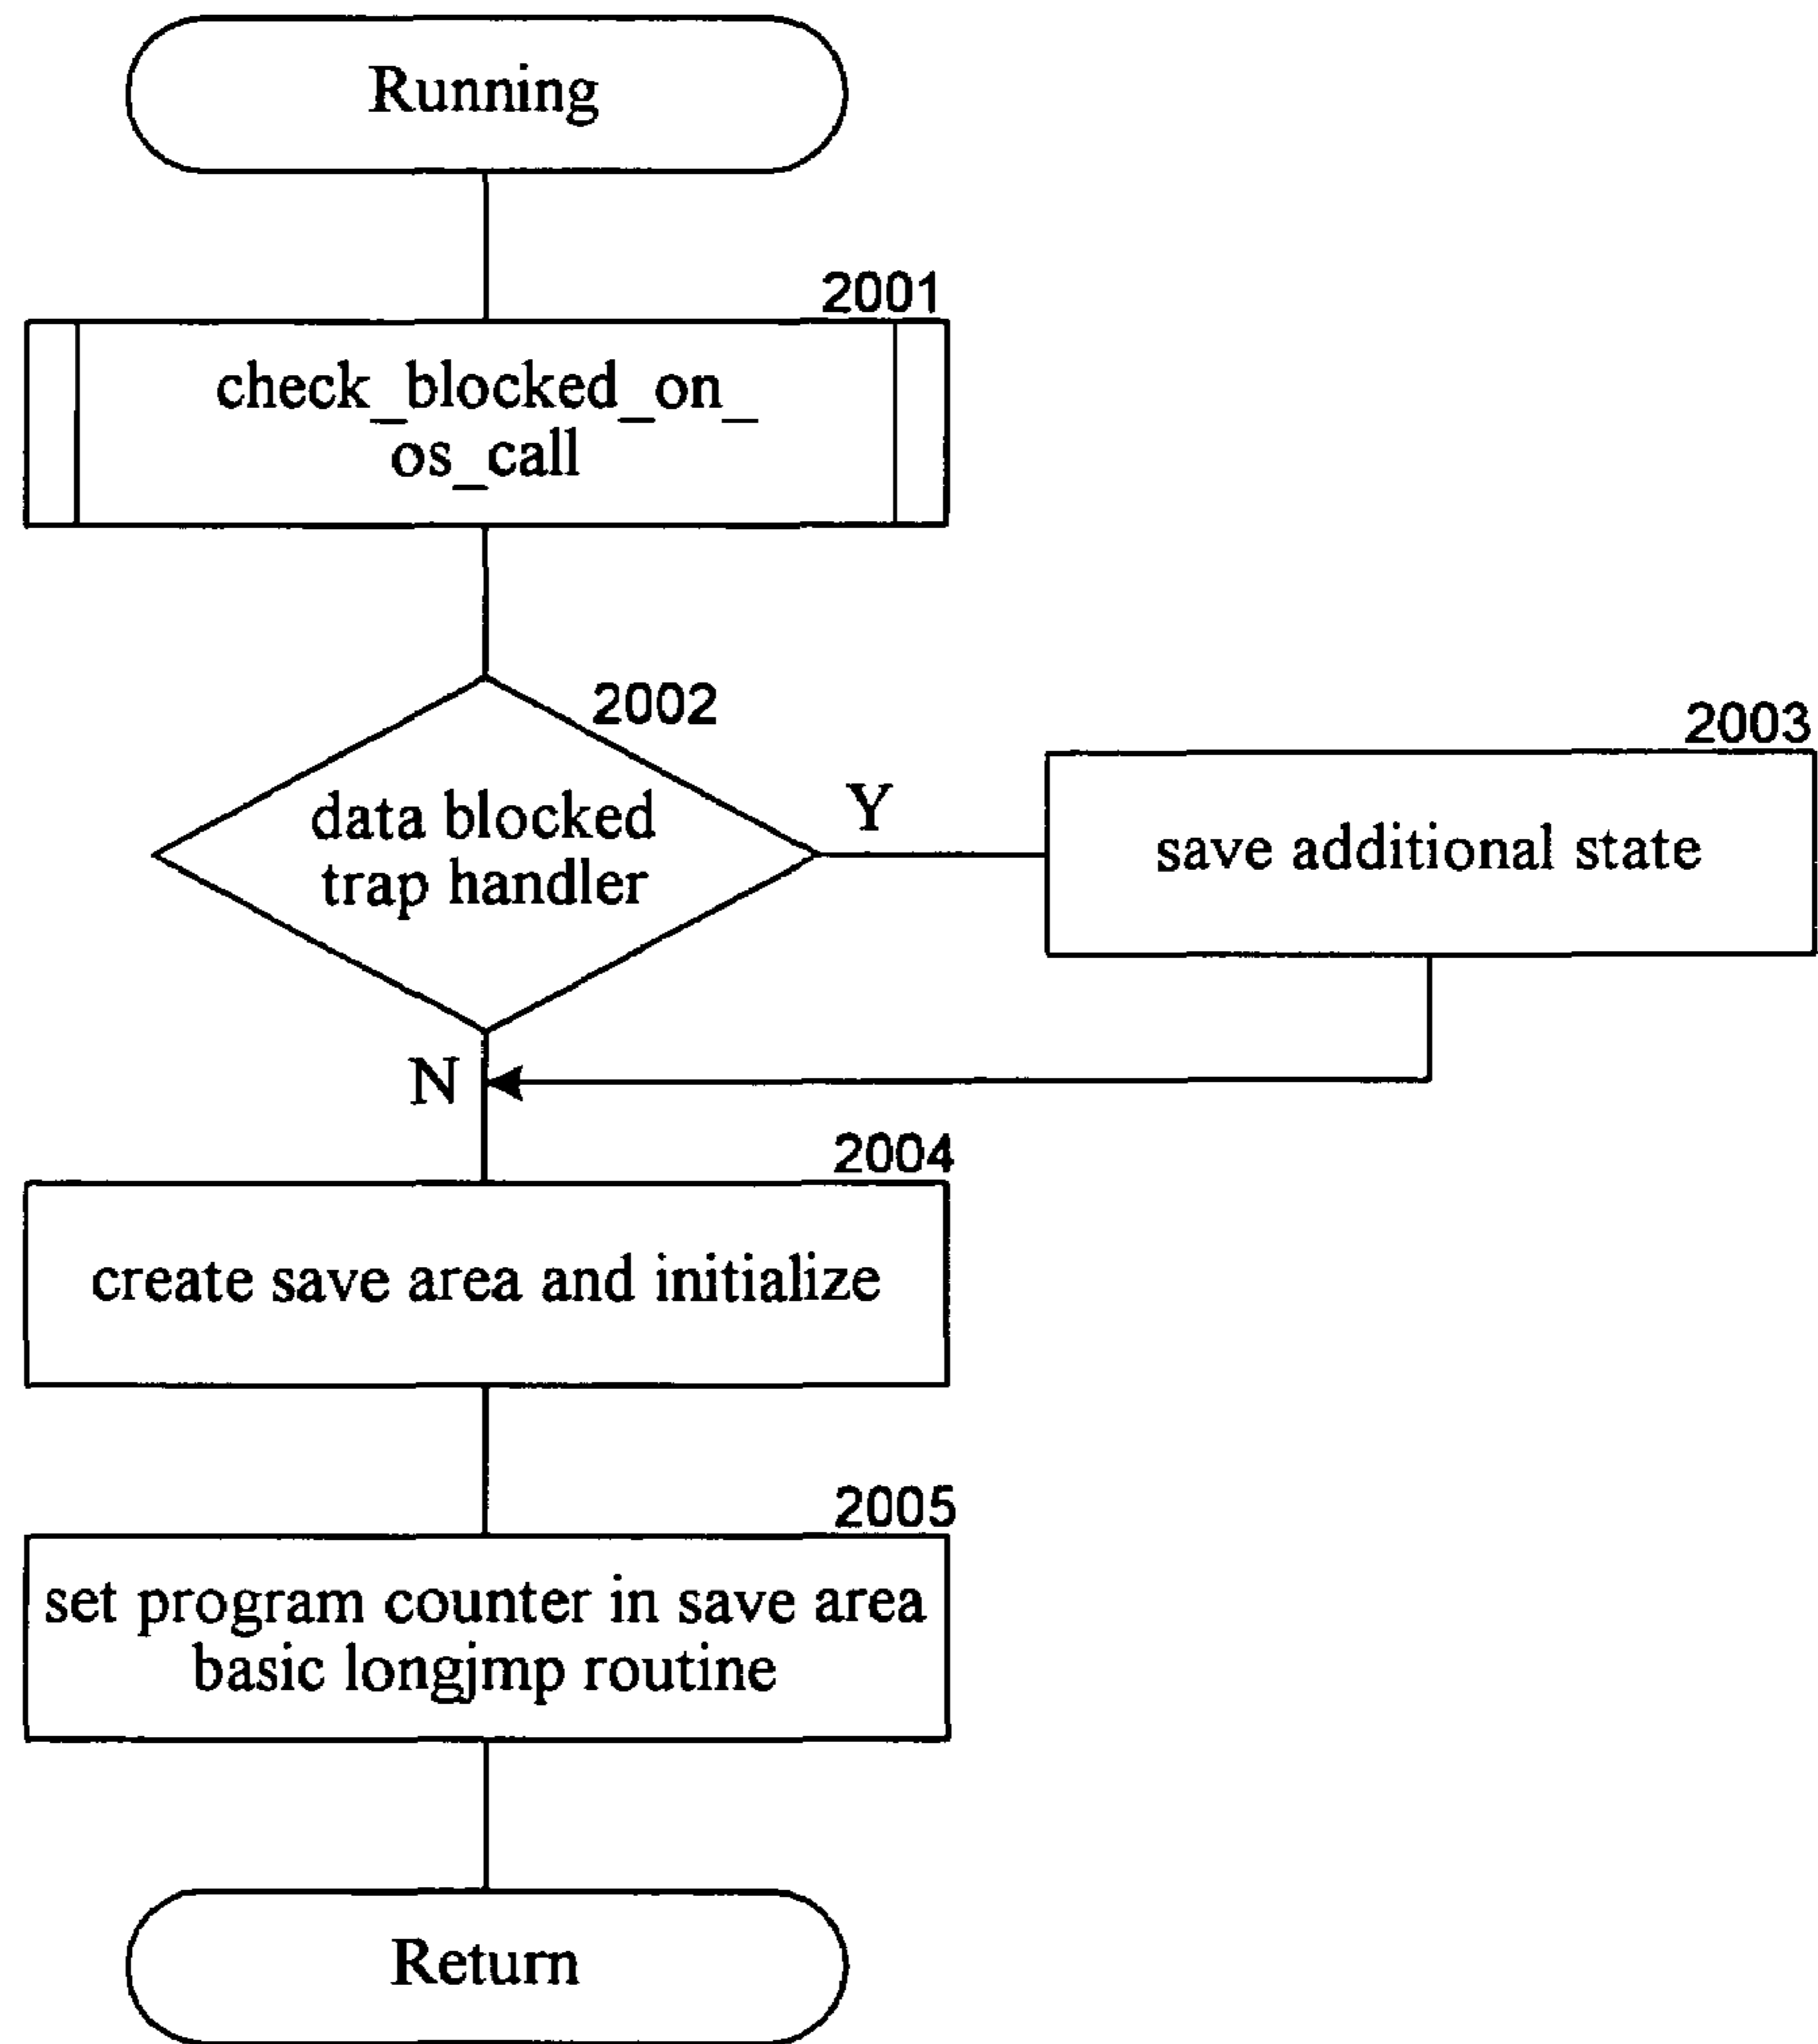 Running
2001
check_blocked_on_
os_call
2002
data blocked
trap handler
Y
2003
save additional state
N
2004
create save area and initialize
2005
set program counter in save area
basic longjmp routine
Return